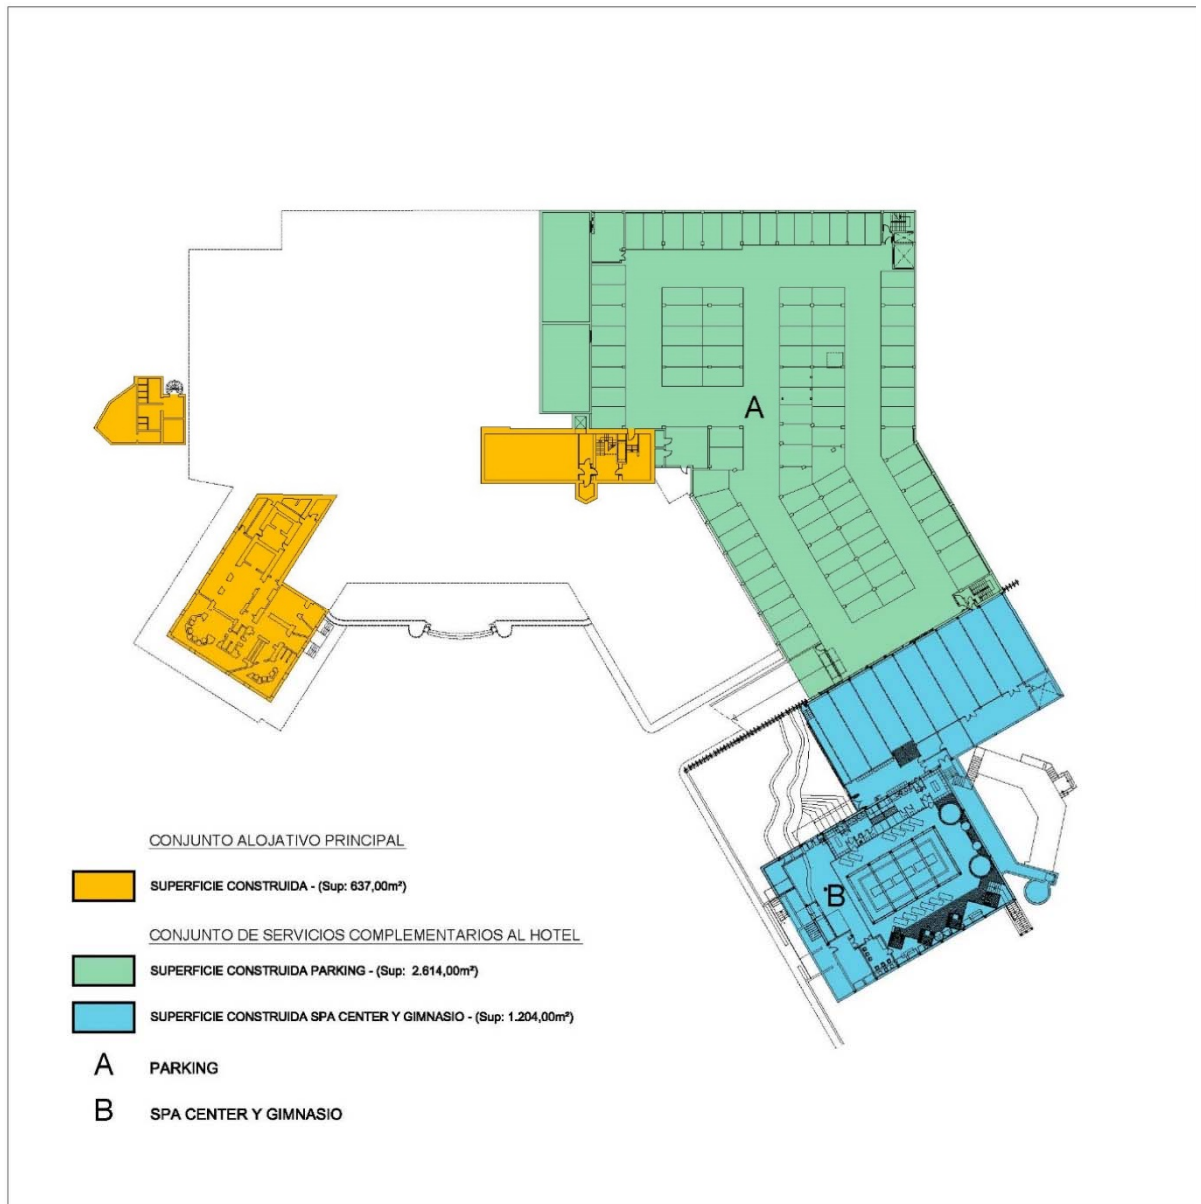 A
B
CONJUNTO ALOJATIVO PRINCIPAL
SUPERFICIE CONSTRUIDA - (Sup: 637,00m²)
CONJUNTO DE SERVICIOS COMPLEMENTARIOS AL HOTEL
SUPERFICIE CONSTRUIDA PARKING - (Sup: 2.614,00m²)
SUPERFICIE CONSTRUIDA SPA CENTER Y GIMNASIO - (Sup: 1.204,00m²)
A PARKING
B SPA CENTER Y GIMNASIO